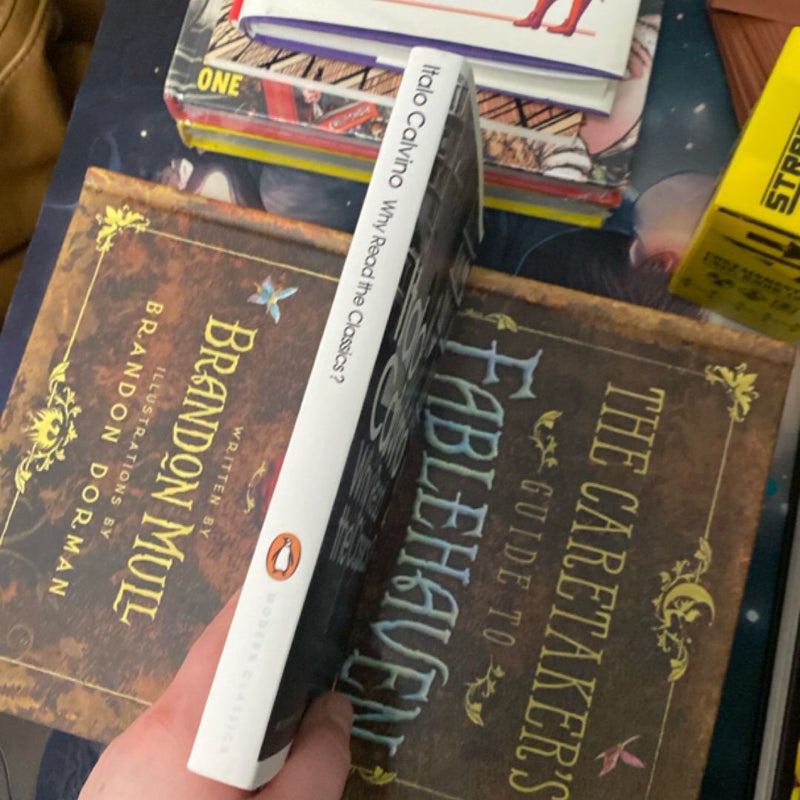 ONE
Italo Calvino Why Read the Classics?
MODERN CLASSICS
THE CARETAKER'S
GUIDE TO
FABLEHAVEN
WRITTEN BY
BRANDON MULL
ILLUSTRATIONS BY
BRANDON DORMAN